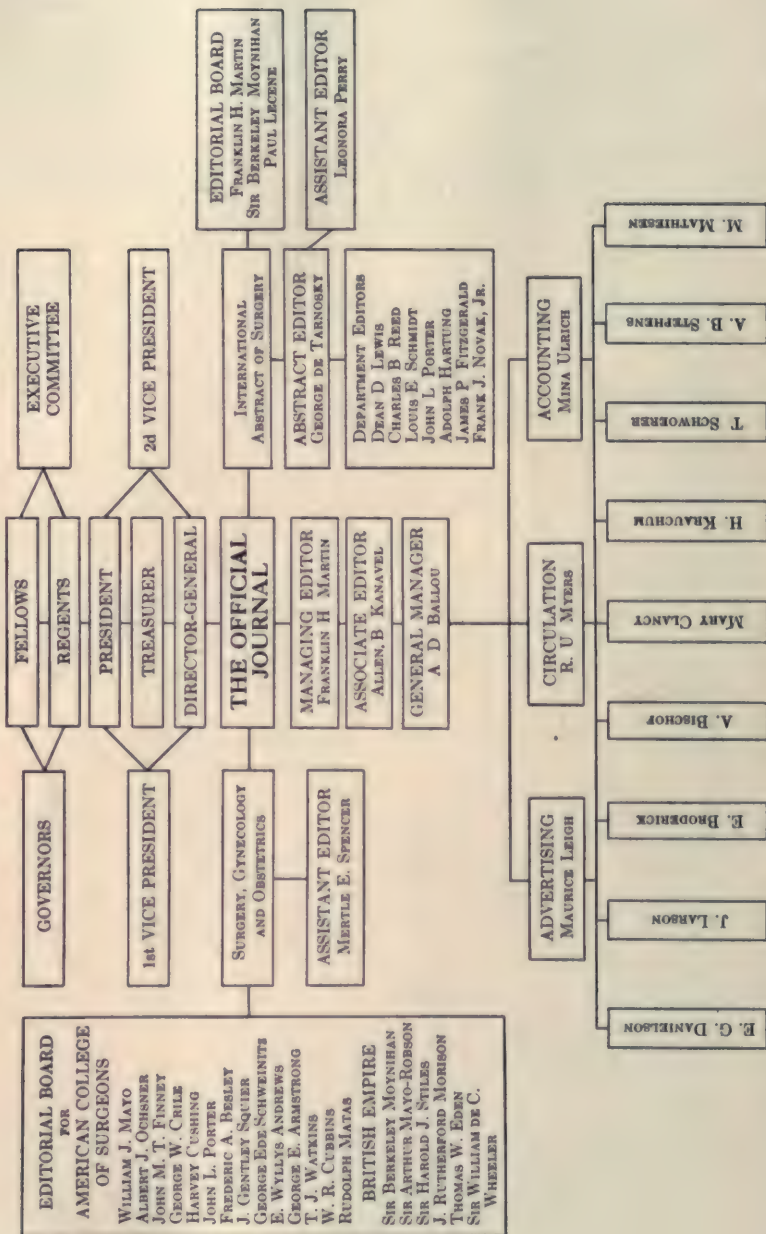 FELLOWS
GOVERNORS
EXECUTIVE
COMMITTEE
REGENTS
PRESIDENT
1st VICE PRESIDENT
2d VICE PRESIDENT
TREASURER
DIRECTOR-GENERAL
EDITORIAL BOARD
FOR
AMERICAN COLLEGE
OF SURGEONS
WILLIAM J. MAYO
ALBERT J. OCHSNER
JOHN M. T. FINNEY
GEORGE W. CRILE
HARVEY CUSHING
JOHN L. PORTER
FREDERIC A. BESLEY
J. GENTLEY SQUIER
GEORGE EDE SCHWEINITZ
E. WYLLYS ANDREWS
GEORGE E. ARMSTRONG
T. J. WATKINS
W. R. CUBBINS
RUDOLPH MATAS
BRITISH EMPIRE
SIR BERKELEY MOYNIHAN
SIR ARTHUR MAYO-ROBSON
SIR HAROLD J. STILES
J. RUTHERFORD MORISON
THOMAS W. EDEN
SIR WILLIAM DE C.
WHEELER
SURGERY, GYNECOLOGY
AND OBSTETRICS
ASSISTANT EDITOR
MERTLE E. SPENCER
THE OFFICIAL
JOURNAL
MANAGING EDITOR
FRANKLIN H MARTIN
ASSOCIATE EDITOR
ALLEN, B KANAVEL
GENERAL MANAGER
A D BALLOU
INTERNATIONAL
ABSTRACT OF SURGERY
EDITORIAL BOARD
FRANKLIN H. MARTIN
SIR BERKELEY MOYNIHAN
PAUL LECENE
ABSTRACT EDITOR
GEORGE DE TARNOSKY
ASSISTANT EDITOR
LEONORA PERRY
DEPARTMENT EDITORS
DEAN D LEWIS
CHARLES B REED
LOUIS E SCHMIDT
JOHN L PORTER
ADOLPH HARTUNG
JAMES P FITZGERALD
FRANK J. NOVAK, JR.
ADVERTISING
MAURICE LEIGH
CIRCULATION
R. U MYERS
ACCOUNTING
MINA ULRICH
E. G. DANIELSON
J. LARSON
E. BRODERICK
A. BISCHOF
MARY CLANCY
H. KRAUCHUM
T SCHWOERER
A. B. STEPHENS
M. MATHIESEN